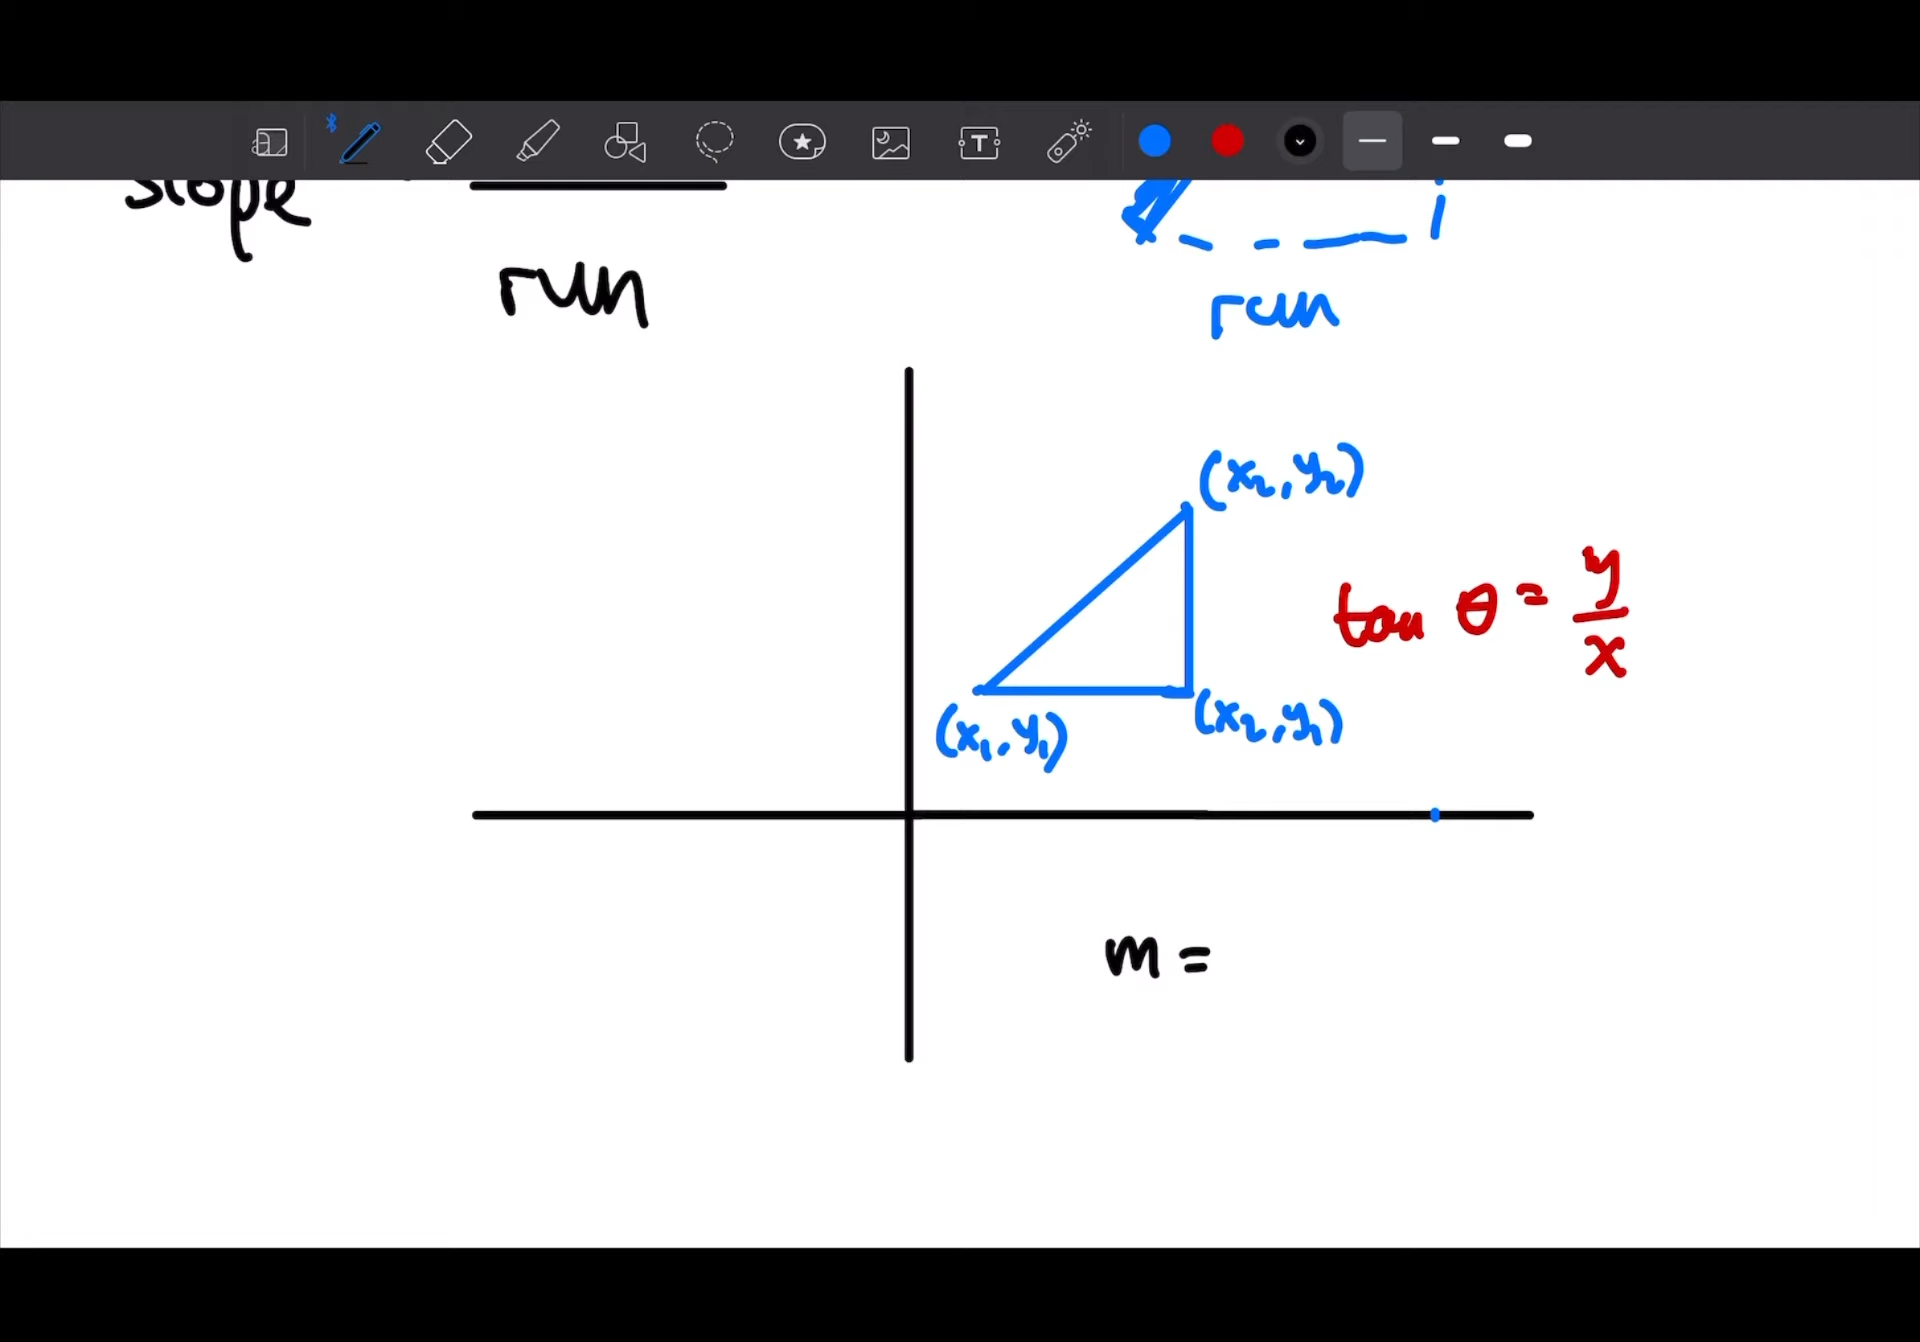 slope
run
run
(x₂, y₂)
tan θ = y/x
(x₁, y₁)
(x₂, y₁)
m =